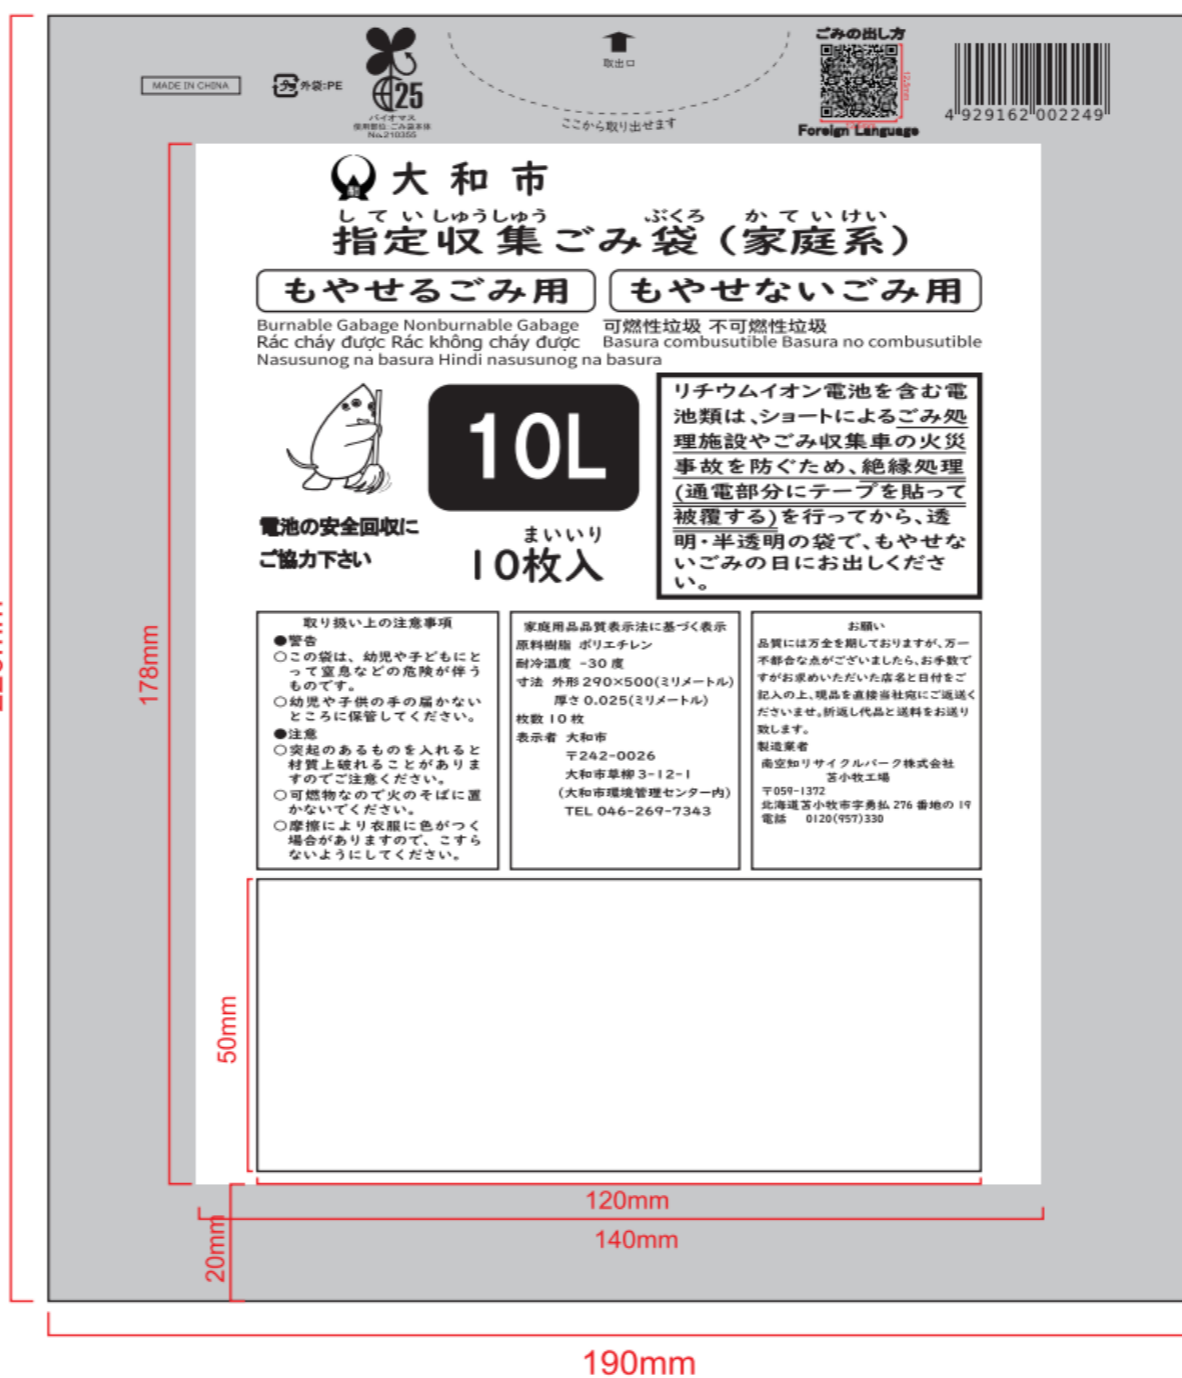 MADE IN CHINA
プラ
外袋:PE
25
バイオマス
使用部位:ごみ袋本体
No.210355
取出口
ここから取り出せます
ごみの出し方
Foreign Language
4 929162 002249
大和市
していしゅうしゅう ぶくろ かていけい
指定収集ごみ袋(家庭系)
もやせるごみ用 もやせないごみ用
Burnable Gabage Nonburnable Gabage 可燃性垃圾 不可燃性垃圾
Rác cháy được Rác không cháy được Basura combusutible Basura no combusutible
Nasusunog na basura Hindi nasusunog na basura
10L
まいいり
10枚入
電池の安全回収に
ご協力下さい
リチウムイオン電池を含む電
池類は、ショートによるごみ処
理施設やごみ収集車の火災
事故を防ぐため、絶縁処理
(通電部分にテープを貼って
被覆する)を行ってから、透
明・半透明の袋で、もやせな
いごみの日にお出しくださ
い。
取り扱い上の注意事項
●警告
○この袋は、幼児や子どもにと
って窒息などの危険が伴う
ものです。
○幼児や子供の手の届かない
ところに保管してください。
●注意
○突起のあるものを入れると
材質上破れることがありま
すのでご注意ください。
○可燃物なので火のそばに置
かないでください。
○摩擦により衣服に色がつく
場合がありますので、こすら
ないようにしてください。
家庭用品品質表示法に基づく表示
原料樹脂 ポリエチレン
耐冷温度 -30度
寸法 外形290×500(ミリメートル)
厚さ0.025(ミリメートル)
枚数10枚
表示者 大和市
〒242-0026
大和市草柳3-12-1
(大和市環境管理センター内)
TEL 046-269-7343
お願い
品質には万全を期しておりますが、万一
不都合な点がございましたら、お手数で
すがお求めいただいた店名と日付をご
記入の上、現品を直接当社宛にご返送く
ださいませ。折返し代品と送料をお送り
致します。
製造業者
南空知リサイクルパーク株式会社
苫小牧工場
〒059-1372
北海道苫小牧市字勇払276番地の19
電話 0120(957)330
178mm
50mm
20mm
120mm
140mm
190mm